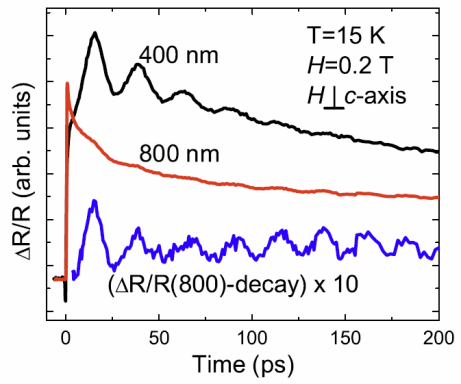 400 nm
T=15 K
H=0.2 T
H⊥c-axis
800 nm
(ΔR/R(800)-decay) x 10
ΔR/R (arb. units)
0 50 100 150 200
Time (ps)